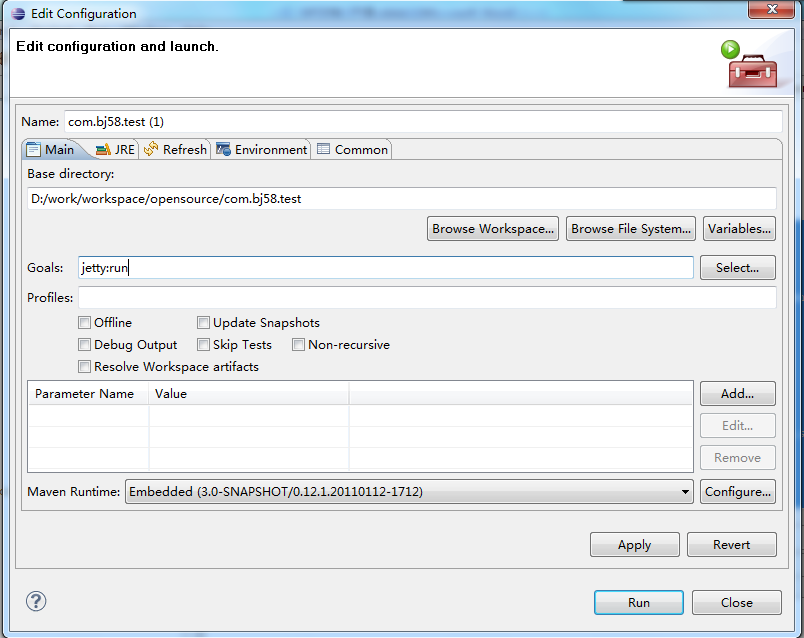 Edit Configuration
Edit configuration and launch.
Name: com.bj58.test (1)
Main JRE Refresh Environment Common
Base directory:
D:/work/workspace/opensource/com.bj58.test
Browse Workspace... Browse File System... Variables...
Goals: jetty:run Select...
Profiles:
Offline Update Snapshots
Debug Output Skip Tests Non-recursive
Resolve Workspace artifacts
Parameter Name Value Add...
Edit...
Remove
Maven Runtime: Embedded (3.0-SNAPSHOT/0.12.1.20110112-1712) Configure...
Apply Revert
? Run Close